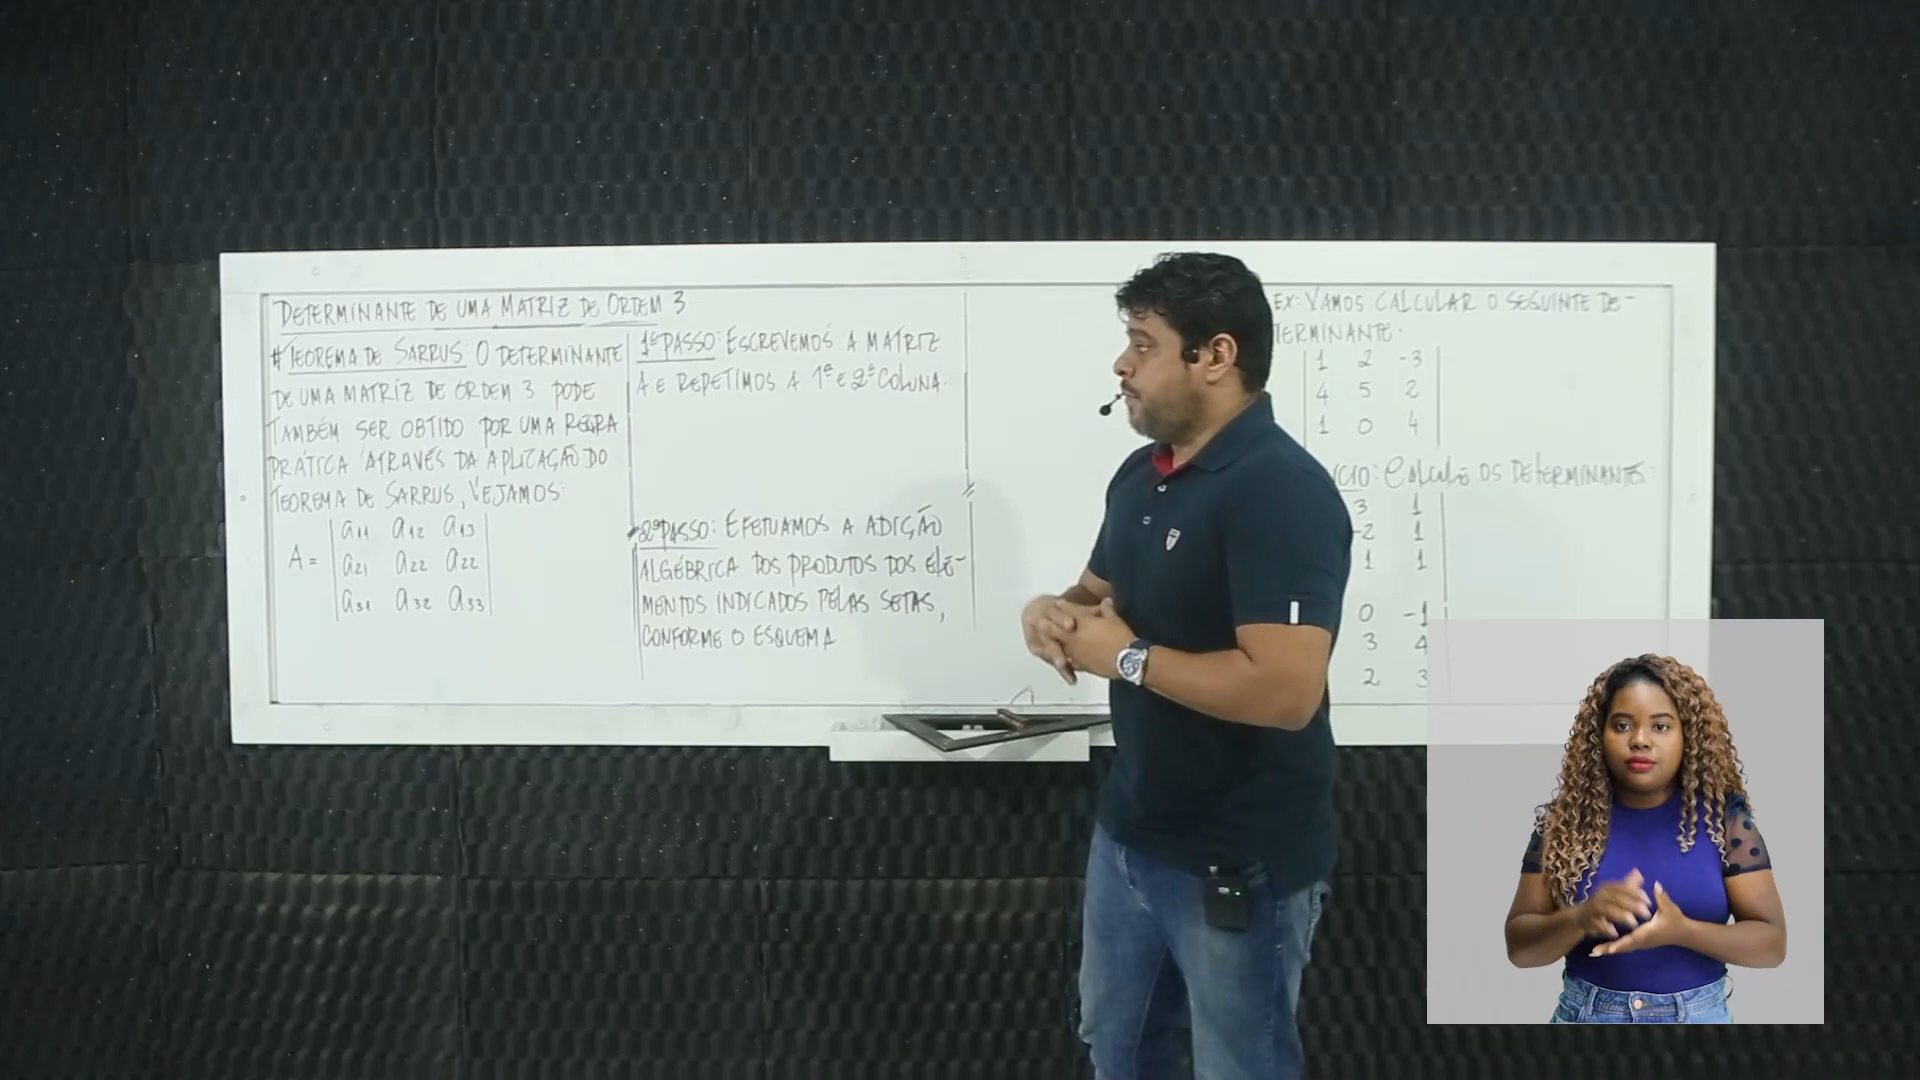 DETERMINANTE DE UMA MATRIZ DE ORDEM 3
# TEOREMA DE SARRUS: O DETERMINANTE
DE UMA MATRIZ DE ORDEM 3 PODE
TAMBÉM SER OBTIDO POR UMA REGRA
PRÁTICA ATRAVÉS DA APLICAÇÃO DO
TEOREMA DE SARRUS, VEJAMOS:
a11 a12 a13
A = a21 a22 a22
a31 a32 a33
1º PASSO: ESCREVEMOS A MATRIZ
A E REPETIMOS A 1ª E 2ª COLUNA.
2º PASSO: EFETUAMOS A ADIÇÃO
ALGÉBRICA DOS PRODUTOS DOS ELE-
MENTOS INDICADOS PELAS SETAS,
CONFORME O ESQUEMA
EX: VAMOS CALCULAR O SEGUINTE DE-
TERMINANTE.
1 2 -3
4 5 2
1 0 4
CIO: CALCULE OS DETERMINANTES:
3 1
-2 1
1 1
0 -1
3 4
2 3